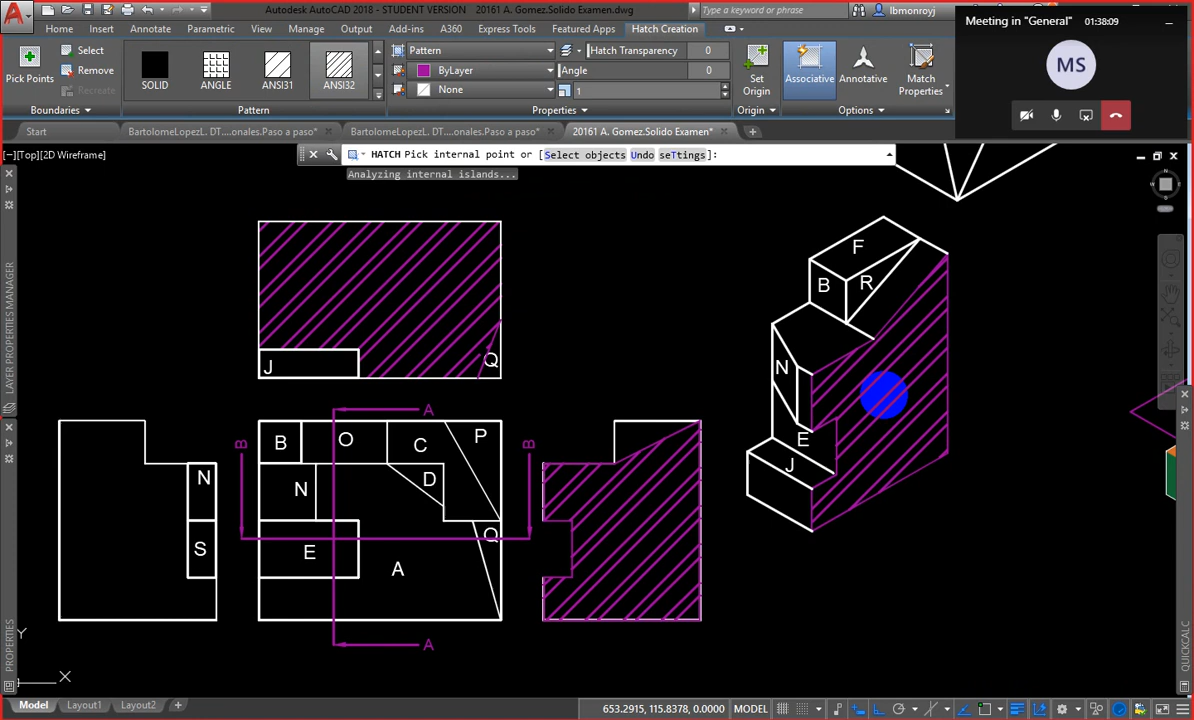 Autodesk AutoCAD 2018 - STUDENT VERSION 20161 A. Gomez.Solido Examen.dwg
Type a keyword or phrase
lbmonroyj
Meeting in "General" 01:38:09
MS
Home Insert Annotate Parametric View Manage Output Add-ins A360 Express Tools Featured Apps Hatch Creation
Pick Points
Select
Remove
Recreate
SOLID
ANGLE
ANSI31
ANSI32
Pattern
ByLayer
None
Hatch Transparency 0
Angle 0
1
Set
Origin
Associative
Annotative
Match
Properties
Boundaries
Pattern
Properties
Origin
Options
Start
BartolomeLopezL. DT....onales.Paso a paso*
BartolomeLopezL. DT....onales.Paso a paso*
20161 A. Gomez.Solido Examen*
[−][Top][2D Wireframe]
HATCH Pick internal point or [Select objects Undo seTtings]:
Analyzing internal islands...
LAYER PROPERTIES MANAGER
PROPERTIES
QUICKCALC
J
Q
N
S
A
B
B
B
O
C
P
D
N
E
Q
A
A
F
B
R
N
E
J
Y
X
Model Layout1 Layout2
653.2915, 115.8378, 0.0000 MODEL